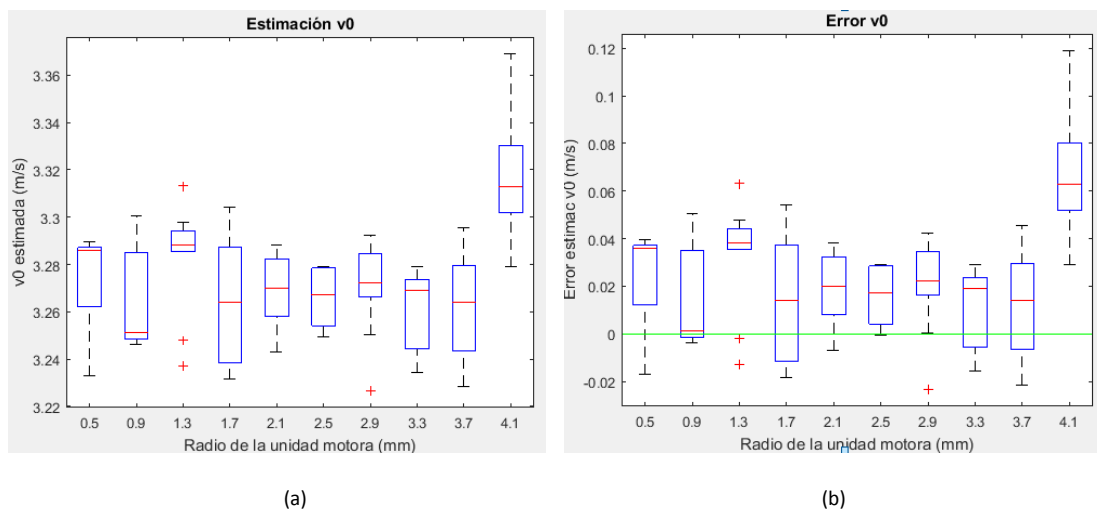 Estimación v0
v0 estimada (m/s)
3.36
3.34
3.32
3.3
3.28
3.26
3.24
3.22
0.5 0.9 1.3 1.7 2.1 2.5 2.9 3.3 3.7 4.1
Radio de la unidad motora (mm)
(a)
Error v0
Error estimac v0 (m/s)
0.12
0.1
0.08
0.06
0.04
0.02
0
-0.02
0.5 0.9 1.3 1.7 2.1 2.5 2.9 3.3 3.7 4.1
Radio de la unidad motora (mm)
(b)